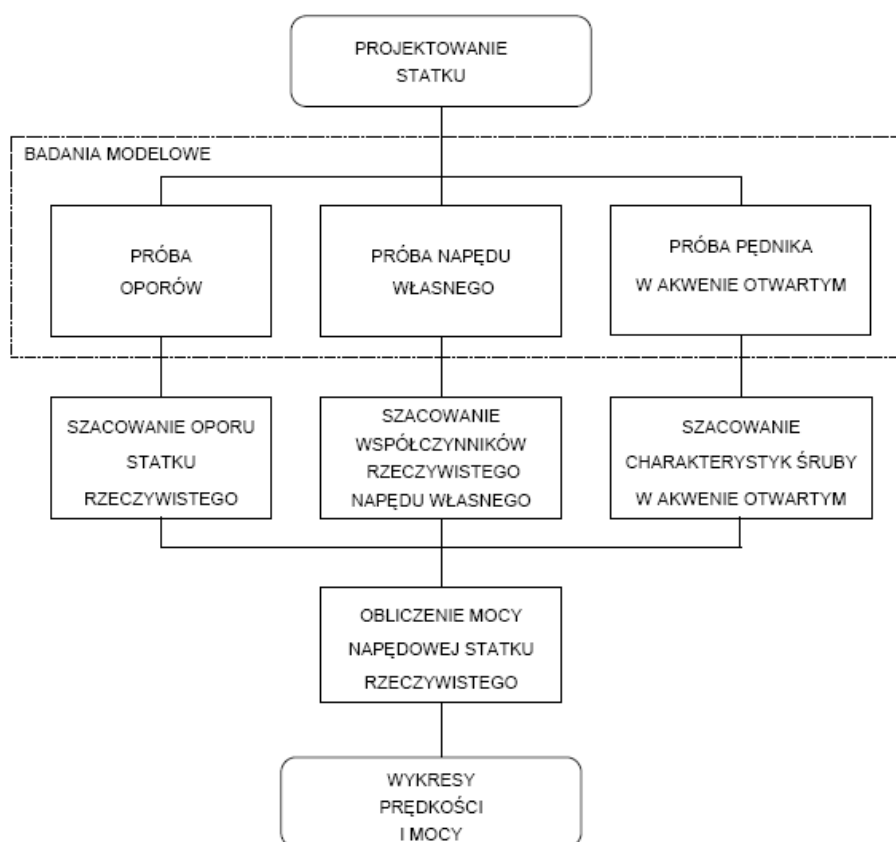 PROJEKTOWANIE
STATKU
BADANIA MODELOWE
PRÓBA
OPORÓW
PRÓBA NAPĘDU
WŁASNEGO
PRÓBA PĘDNIKA
W AKWENIE OTWARTYM
SZACOWANIE OPORU
STATKU
RZECZYWISTEGO
SZACOWANIE
WSPÓŁCZYNNIKÓW
RZECZYWISTEGO
NAPĘDU WŁASNEGO
SZACOWANIE
CHARAKTERYSTYK ŚRUBY
W AKWENIE OTWARTYM
OBLICZENIE MOCY
NAPĘDOWEJ STATKU
RZECZYWISTEGO
WYKRESY
PRĘDKOŚCI
I MOCY